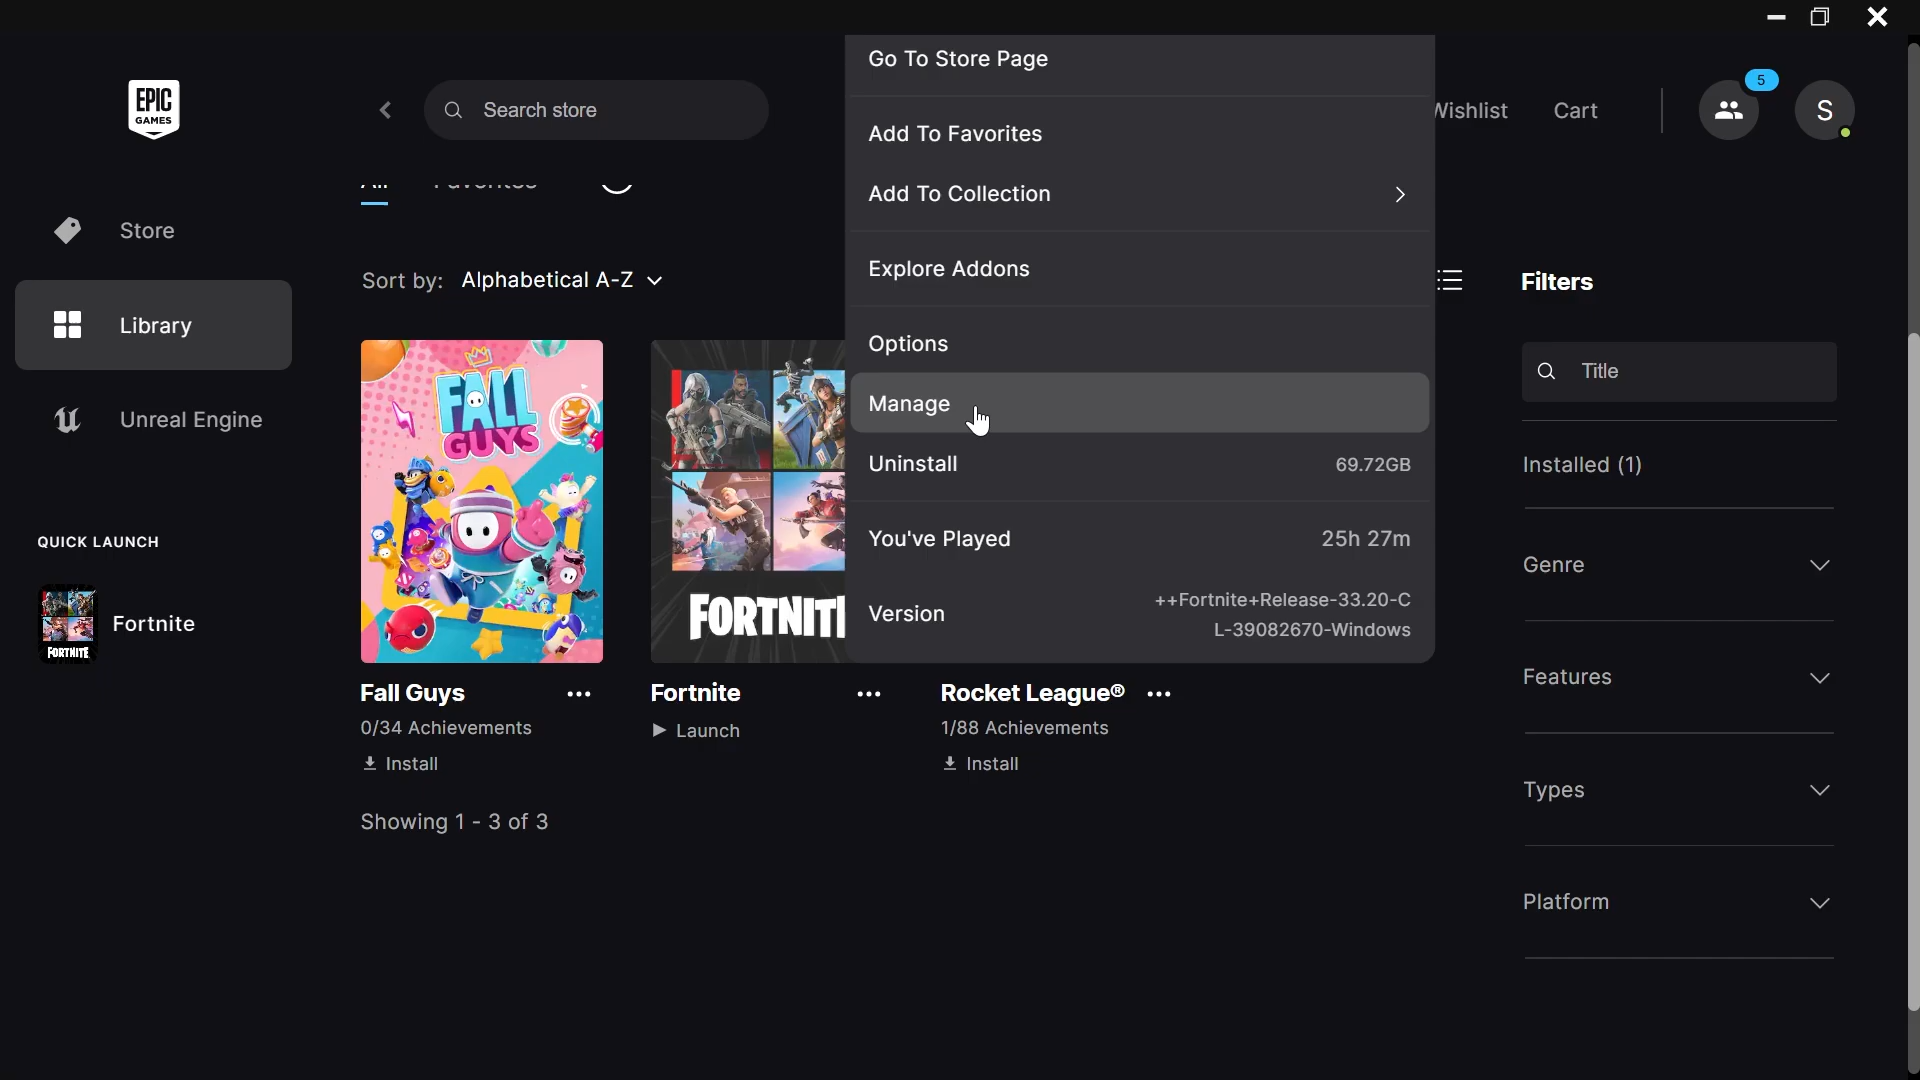 Go To Store Page
EPIC
GAMES
Search store
Wishlist
Cart
5
S
Add To Favorites
All
Favorites
Add To Collection
Store
Sort by: Alphabetical A-Z
Explore Addons
Filters
Library
Options
Title
Manage
Unreal Engine
Uninstall
69.72GB
Installed (1)
FALL
GUYS
You've Played
25h 27m
QUICK LAUNCH
Genre
Version
++Fortnite+Release-33.20-C
L-39082670-Windows
FORTNIT
Fortnite
FORTNITE
Features
Fall Guys
Fortnite
Rocket League®
0/34 Achievements
Launch
1/88 Achievements
Install
Install
Types
Showing 1 - 3 of 3
Platform